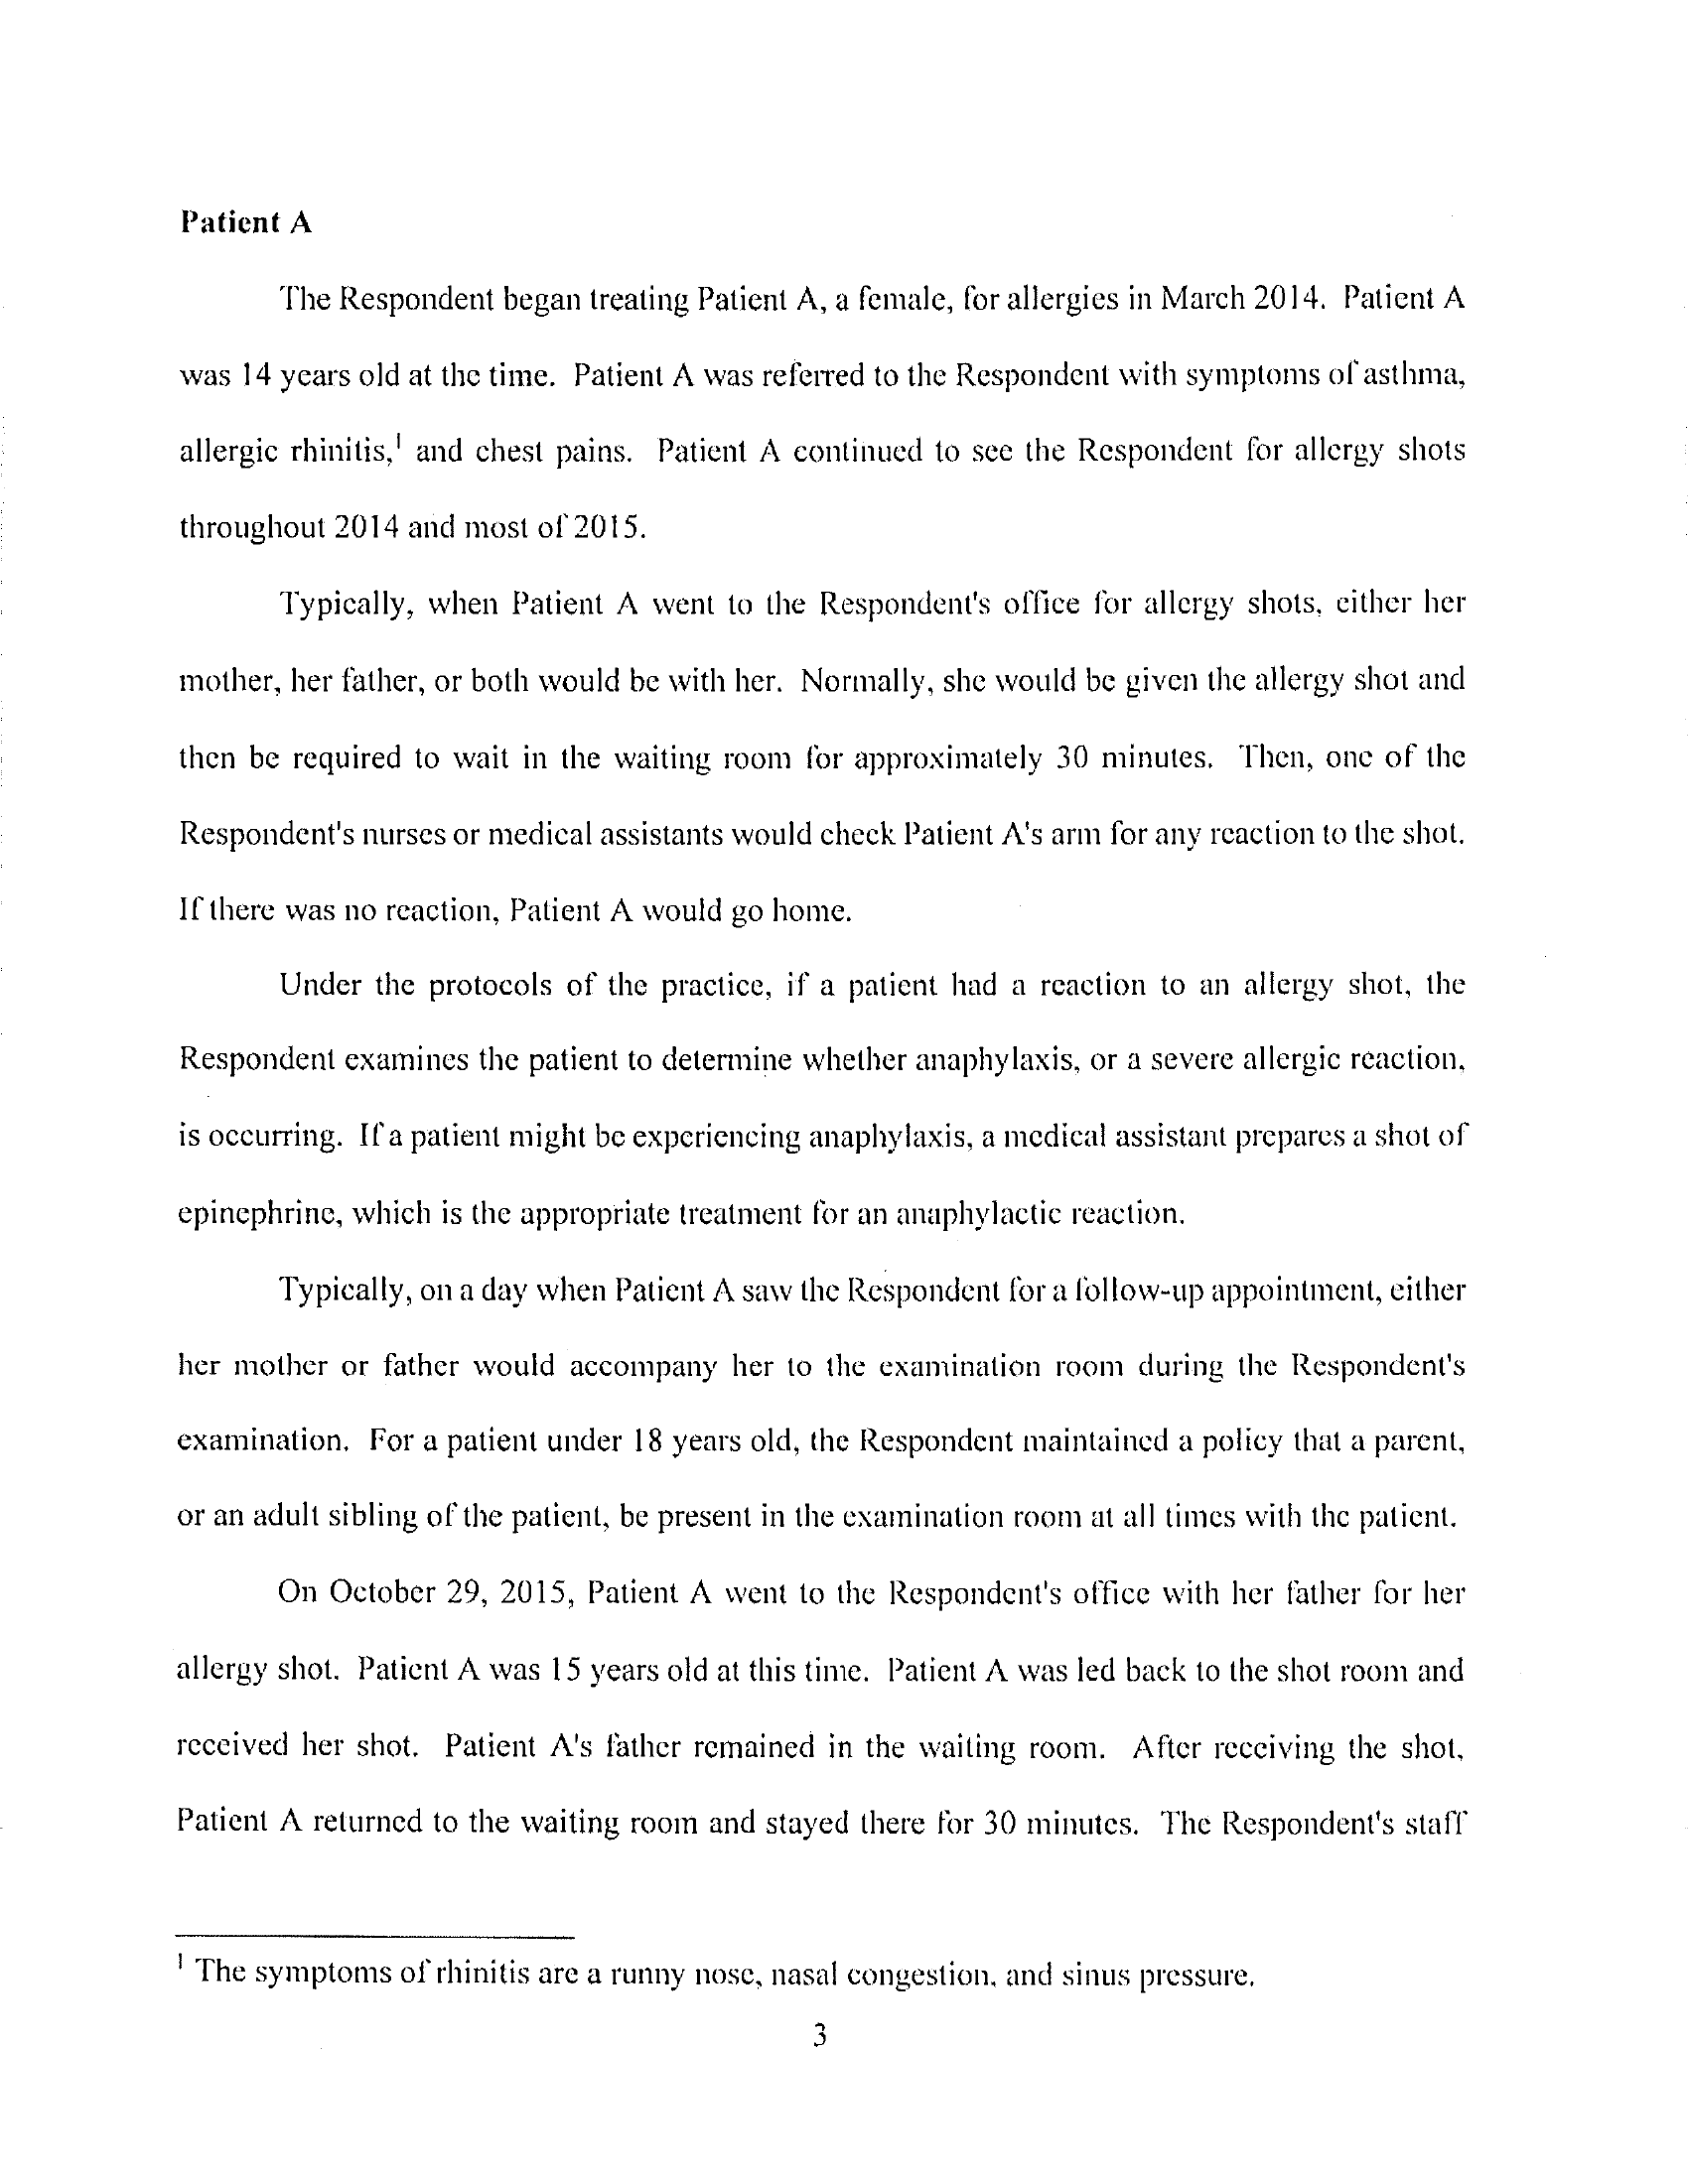 Patient A
The Respondent began treating Patient A, a female, for allergies in March 2014. Patient A
was 14 years old at the time. Patient A was referred to the Respondent with symptoms of asthma,
allergic rhinitis,¹ and chest pains. Patient A continued to see the Respondent for allergy shots
throughout 2014 and most of 2015.
Typically, when Patient A went to the Respondent's office for allergy shots, either her
mother, her father, or both would be with her. Normally, she would be given the allergy shot and
then be required to wait in the waiting room for approximately 30 minutes. Then, one of the
Respondent's nurses or medical assistants would check Patient A's arm for any reaction to the shot.
If there was no reaction, Patient A would go home.
Under the protocols of the practice, if a patient had a reaction to an allergy shot, the
Respondent examines the patient to determine whether anaphylaxis, or a severe allergic reaction,
is occurring. If a patient might be experiencing anaphylaxis, a medical assistant prepares a shot of
epinephrine, which is the appropriate treatment for an anaphylactic reaction.
Typically, on a day when Patient A saw the Respondent for a follow-up appointment, either
her mother or father would accompany her to the examination room during the Respondent's
examination. For a patient under 18 years old, the Respondent maintained a policy that a parent,
or an adult sibling of the patient, be present in the examination room at all times with the patient.
On October 29, 2015, Patient A went to the Respondent's office with her father for her
allergy shot. Patient A was 15 years old at this time. Patient A was led back to the shot room and
received her shot. Patient A's father remained in the waiting room. After receiving the shot,
Patient A returned to the waiting room and stayed there for 30 minutes. The Respondent's staff
¹ The symptoms of rhinitis are a runny nose, nasal congestion, and sinus pressure.
3